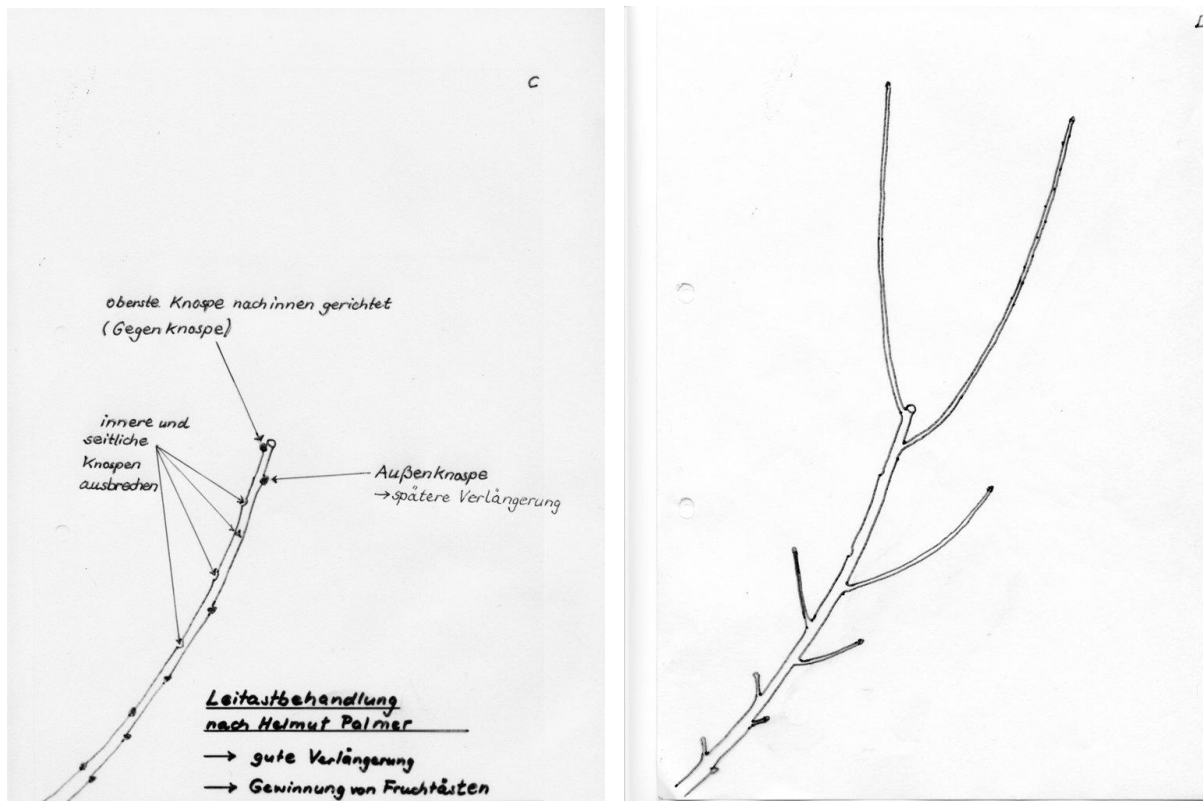 C
oberste Knospe nach innen gerichtet
(Gegenknospe)
innere und
seitliche
Knospen
ausbrechen
Außenknospe
→ spätere Verlängerung
Leitastbehandlung
nach Helmut Palmer
→ gute Verlängerung
→ Gewinnung von Fruchtästen